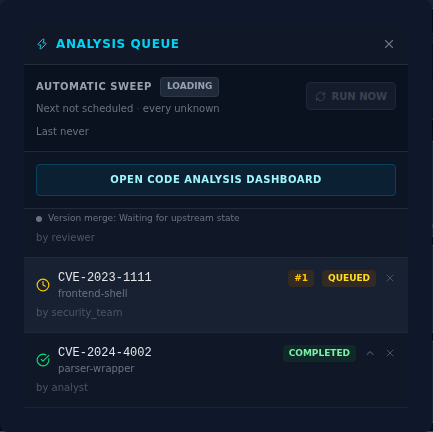 ANALYSIS QUEUE
AUTOMATIC SWEEP LOADING
RUN NOW
Next not scheduled · every unknown
Last never
OPEN CODE ANALYSIS DASHBOARD
Version merge: Waiting for upstream state
by reviewer
CVE-2023-1111 #1 QUEUED
frontend-shell
by security_team
CVE-2024-4002 COMPLETED
parser-wrapper
by analyst